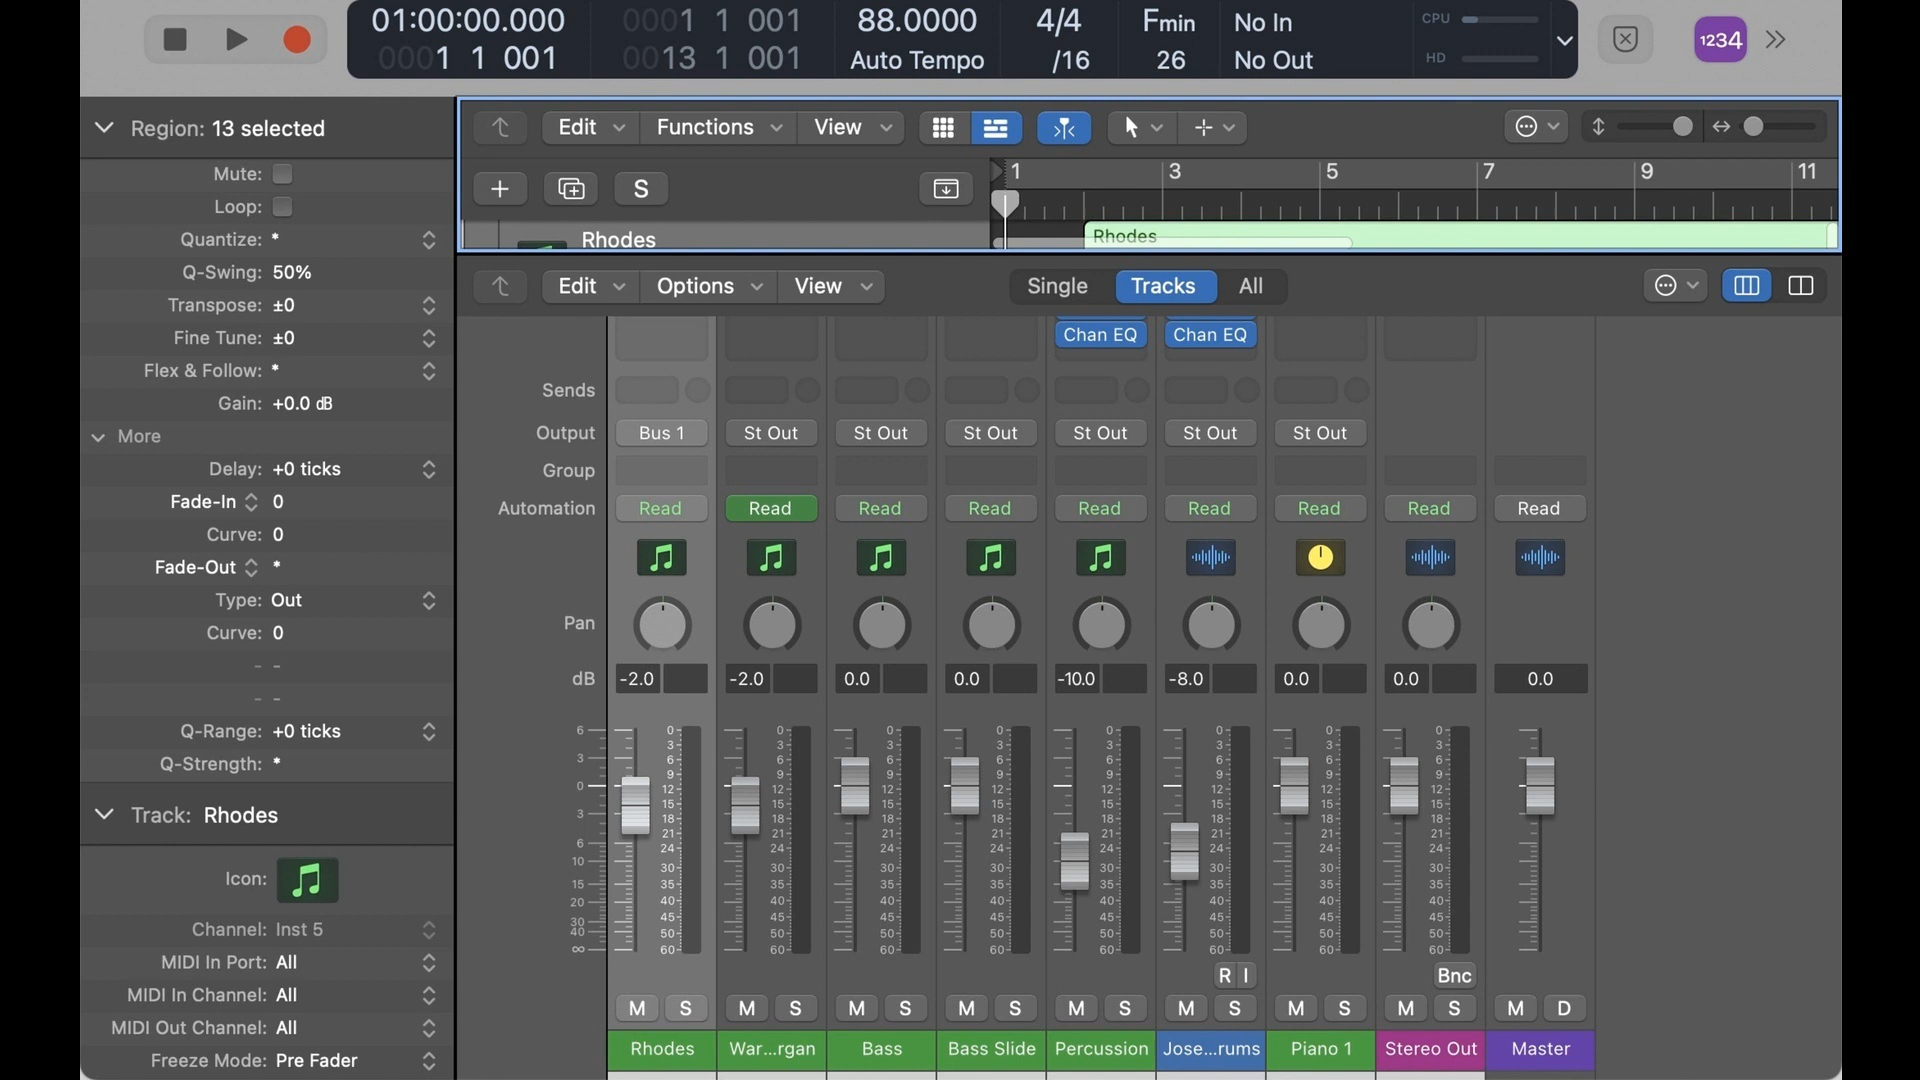 01:00:00.000
0001 1 001
0001 1 001
0013 1 001
88.0000
Auto Tempo
4/4
/16
Fmin
26
No In
No Out
CPU
HD
1234
Region: 13 selected
Mute:
Loop:
Quantize: *
Q-Swing: 50%
Transpose: ±0
Fine Tune: ±0
Flex & Follow: *
Gain: +0.0 dB
More
Delay: +0 ticks
Fade-In 0
Curve: 0
Fade-Out *
Type: Out
Curve: 0
- -
- -
Q-Range: +0 ticks
Q-Strength: *
Track: Rhodes
Icon:
Channel: Inst 5
MIDI In Port: All
MIDI In Channel: All
MIDI Out Channel: All
Freeze Mode: Pre Fader
Edit Functions View
S
1 3 5 7 9 11
Rhodes
Rhodes
Edit Options View Single Tracks All
Chan EQ Chan EQ
Sends
Output Bus 1 St Out St Out St Out St Out St Out St Out
Group
Automation Read Read Read Read Read Read Read Read Read
Pan
dB -2.0 -2.0 0.0 0.0 -10.0 -8.0 0.0 0.0 0.0
6 0 0 0 0 0 0 0 0
3 3 3 3 3 3 3 3
3 6 6 6 6 6 6 6 6
9 9 9 9 9 9 9 9
0 12 12 12 12 12 12 12 12
15 15 15 15 15 15 15 15
3 18 18 18 18 18 18 18 18
21 21 21 21 21 21 21 21
6 24 24 24 24 24 24 24 24
10 30 30 30 30 30 30 30 30
15 35 35 35 35 35 35 35 35
20 40 40 40 40 40 40 40 40
30 45 45 45 45 45 45 45 45
40 50 50 50 50 50 50 50 50
∞ 60 60 60 60 60 60 60 60
R I Bnc
M S M S M S M S M S M S M S M S M D
Rhodes War...rgan Bass Bass Slide Percussion Jose...rums Piano 1 Stereo Out Master